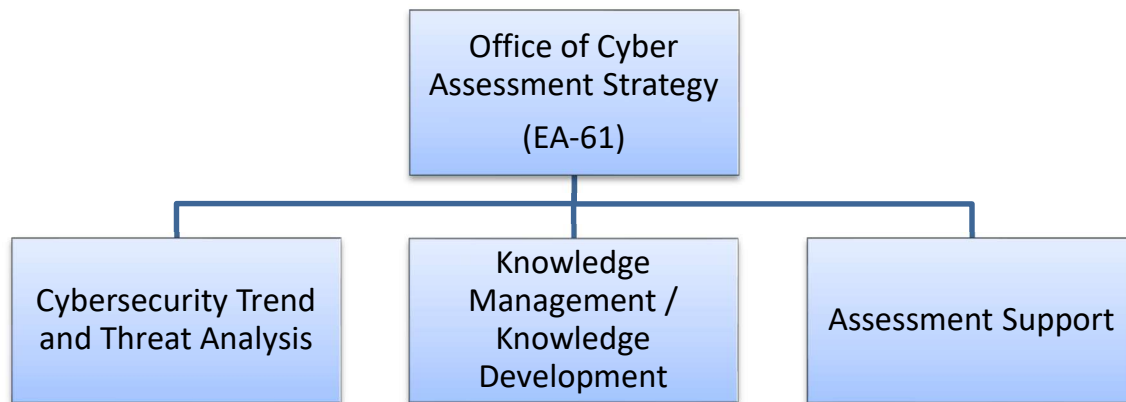 Office of Cyber
Assessment Strategy
(EA-61)
Cybersecurity Trend
and Threat Analysis
Knowledge
Management /
Knowledge
Development
Assessment Support